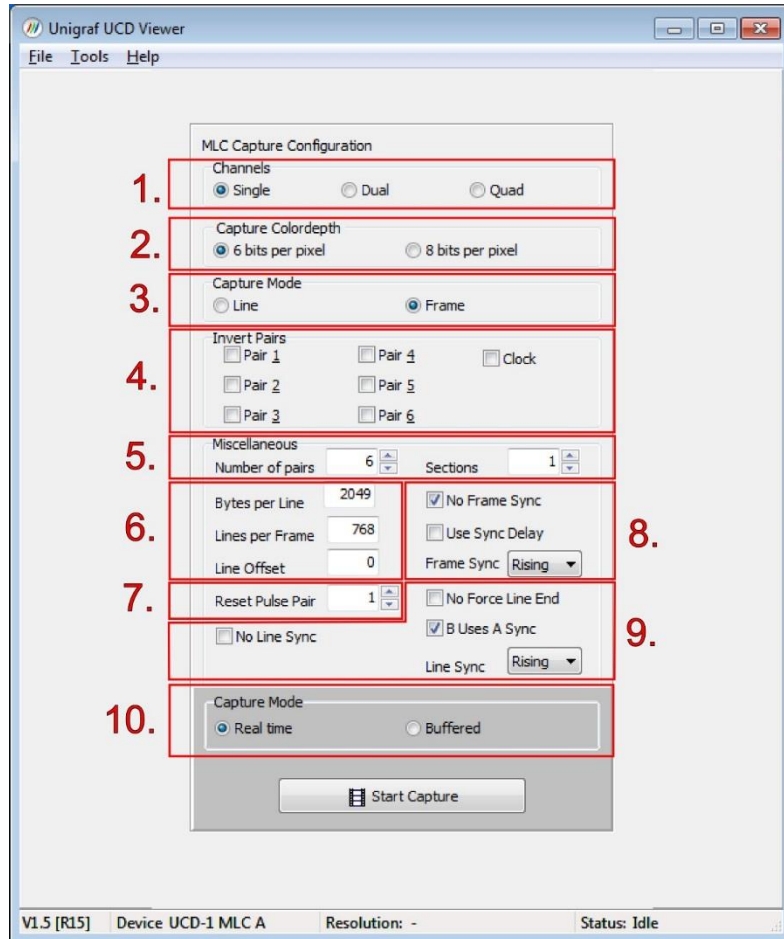 Unigraf UCD Viewer
File Tools Help
MLC Capture Configuration
1.
Channels
Single Dual Quad
2.
Capture Colordepth
6 bits per pixel 8 bits per pixel
3.
Capture Mode
Line Frame
4.
Invert Pairs
Pair 1 Pair 4 Clock
Pair 2 Pair 5
Pair 3 Pair 6
5.
Miscellaneous
Number of pairs 6 Sections 1
6.
Bytes per Line 2049
Lines per Frame 768
Line Offset 0
8.
No Frame Sync
Use Sync Delay
Frame Sync Rising
7.
Reset Pulse Pair 1
No Line Sync
9.
No Force Line End
B Uses A Sync
Line Sync Rising
10.
Capture Mode
Real time Buffered
Start Capture
V1.5 [R15] Device UCD-1 MLC A Resolution: - Status: Idle